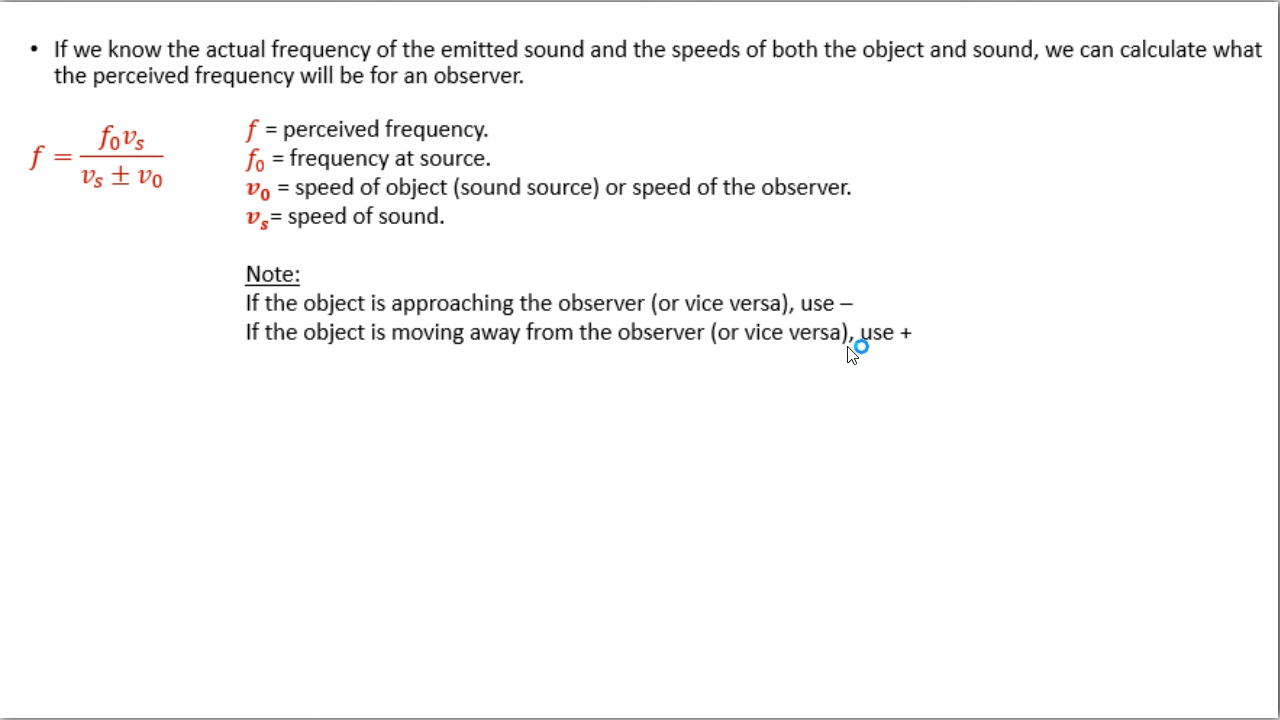 • If we know the actual frequency of the emitted sound and the speeds of both the object and sound, we can calculate what
the perceived frequency will be for an observer.
f = f₀vₛ / vₛ ± v₀
f = perceived frequency.
f₀ = frequency at source.
v₀ = speed of object (sound source) or speed of the observer.
vₛ= speed of sound.
Note:
If the object is approaching the observer (or vice versa), use –
If the object is moving away from the observer (or vice versa), use +